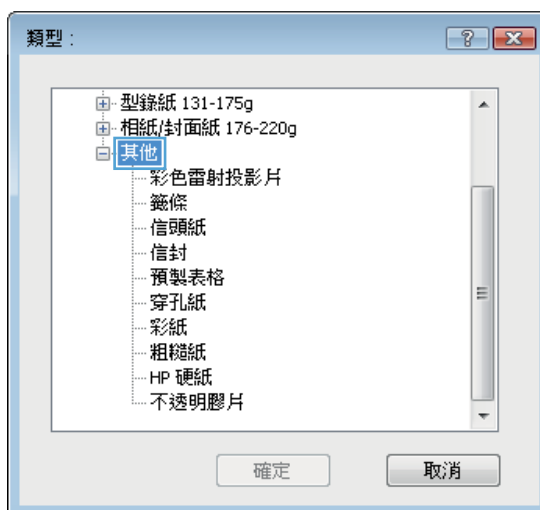 類型：
型錄紙 131-175g
相紙/封面紙 176-220g
其他
彩色雷射投影片
籤條
信頭紙
信封
預製表格
穿孔紙
彩紙
粗糙紙
HP 硬紙
不透明膠片
確定
取消